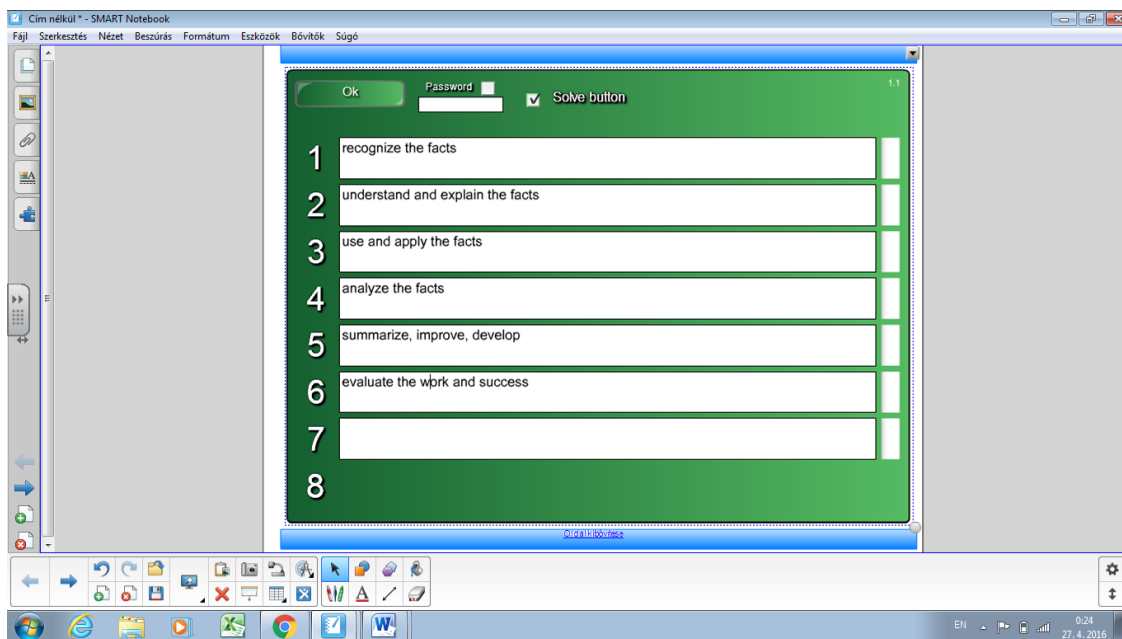 Cím nélkül * - SMART Notebook
Fájl Szerkesztés Nézet Beszúrás Formátum Eszközök Bővítők Súgó
Ok
Password
Solve button
1.1
1 recognize the facts
2 understand and explain the facts
3 use and apply the facts
4 analyze the facts
5 summarize, improve, develop
6 evaluate the work and success
7
8
Oldal kibővítése
EN
0:24
27. 4. 2016